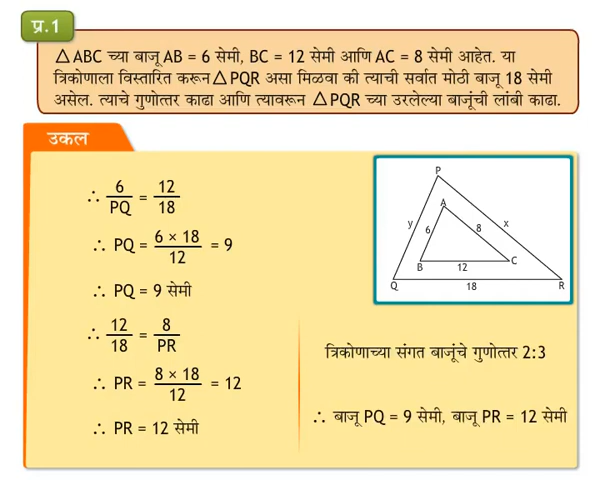 प्र.1
△ABC च्या बाजू AB = 6 सेमी, BC = 12 सेमी आणि AC = 8 सेमी आहेत. या
त्रिकोणाला विस्तारित करून △PQR असा मिळवा की त्याची सर्वात मोठी बाजू 18 सेमी
असेल. त्याचे गुणोत्तर काढा आणि त्यावरून △PQR च्या उरलेल्या बाजूंची लांबी काढा.
उकल
∴ 6/PQ = 12/18
∴ PQ = (6 × 18)/12 = 9
∴ PQ = 9 सेमी
∴ 12/18 = 8/PR
∴ PR = (8 × 18)/12 = 12
∴ PR = 12 सेमी
P
A
y
6
8
x
B
12
C
Q
18
R
त्रिकोणाच्या संगत बाजूंचे गुणोत्तर 2:3
∴ बाजू PQ = 9 सेमी, बाजू PR = 12 सेमी